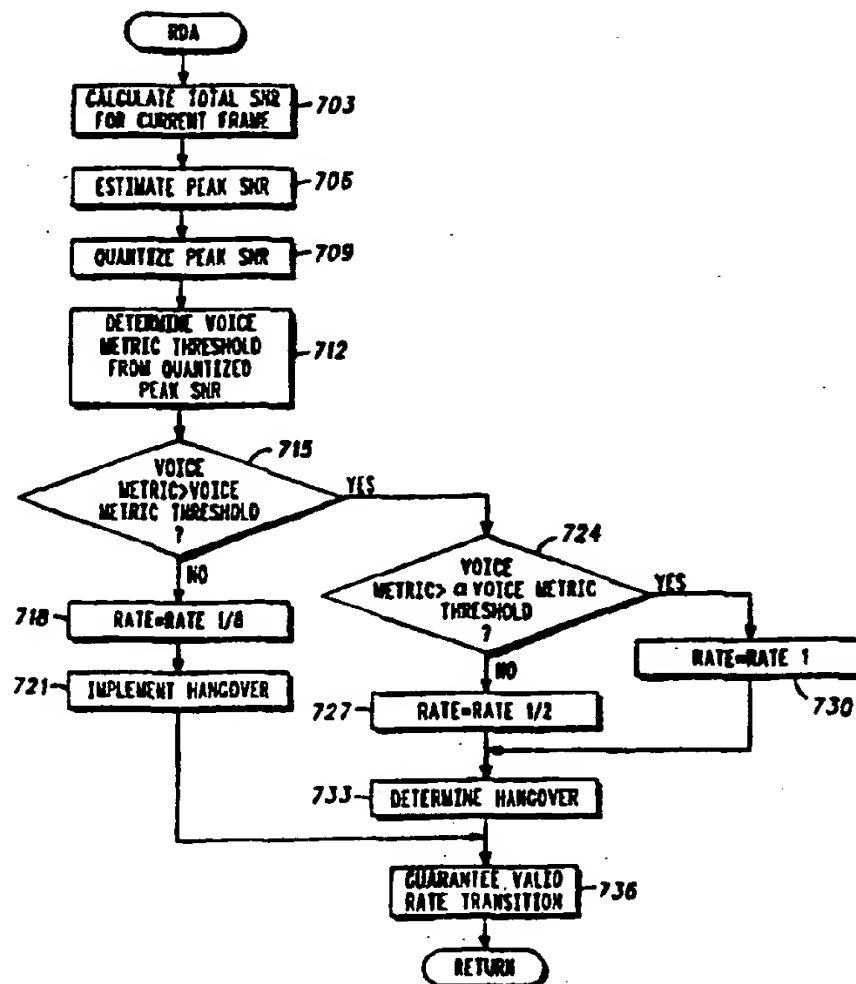 RDA
CALCULATE TOTAL SNR
FOR CURRENT FRAME
703
ESTIMATE PEAK SNR
706
QUANTIZE PEAK SNR
709
DETERMINE VOICE
METRIC THRESHOLD
FROM QUANTIZED
PEAK SNR
712
715
VOICE
METRIC>VOICE
METRIC THRESHOLD
?
YES
NO
724
VOICE
METRIC> α VOICE METRIC
THRESHOLD
?
YES
NO
718
RATE=RATE 1/8
RATE=RATE 1
730
721
IMPLEMENT HANGOVER
727
RATE=RATE 1/2
733
DETERMINE HANGOVER
GUARANTEE VALID
RATE TRANSITION
736
RETURN